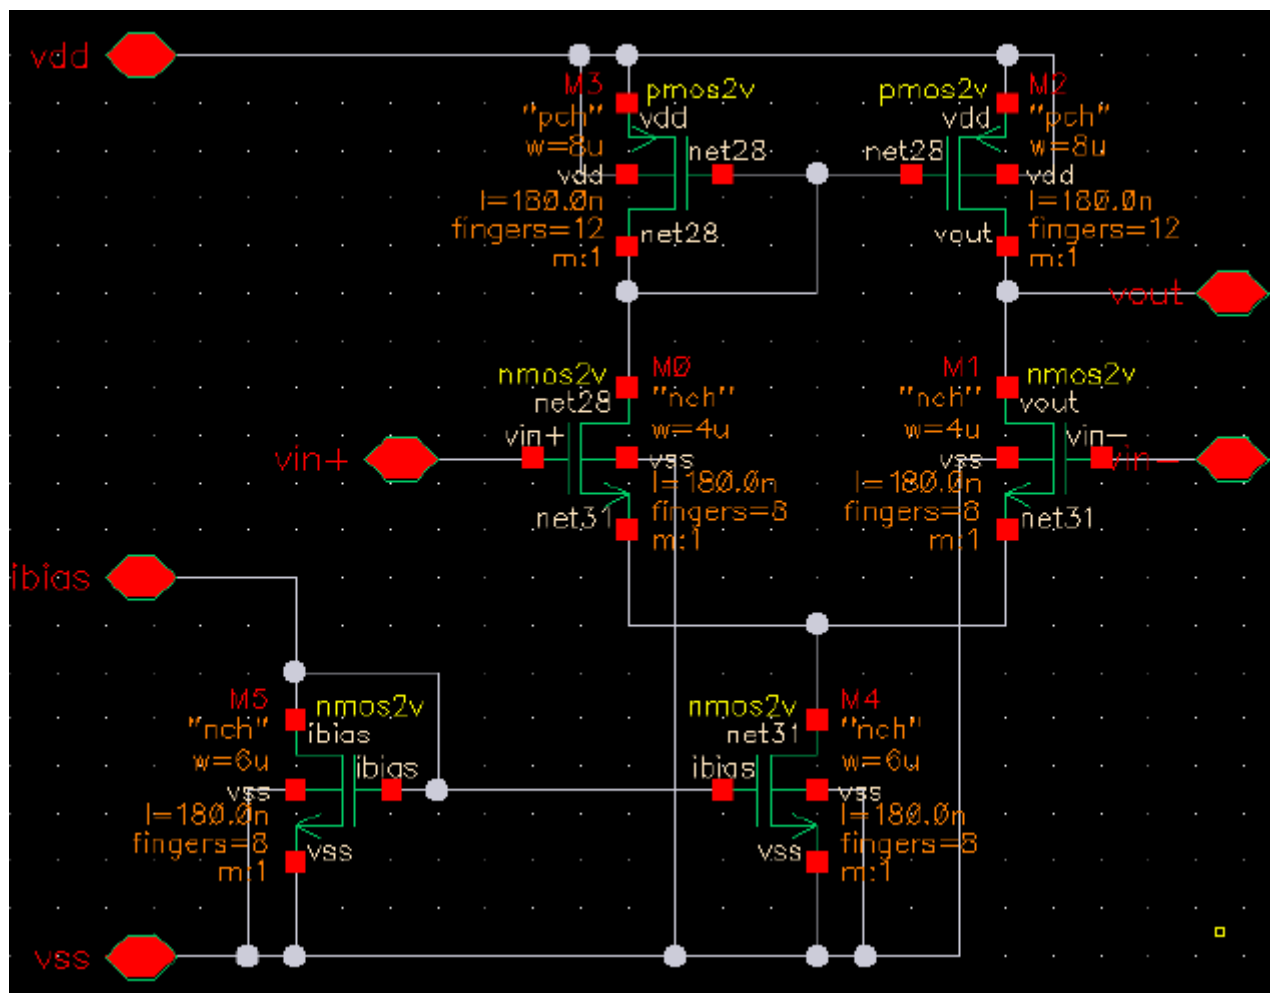 vdd
M3
pmos2v
"pch"
vdd
w=8u
net28
vdd
l=180.0n
fingers=12
net28
m:1
pmos2v
M2
vdd
"pch"
w=8u
net28
vdd
l=180.0n
vout
fingers=12
m:1
vout
nmos2v
M0
net28
"nch"
vin+
vin+
w=4u
vss
l=180.0n
net31
fingers=8
m:1
M1
nmos2v
"nch"
vout
w=4u
vin-
vin-
vss
l=180.0n
fingers=8
net31
m:1
ibias
M5
nmos2v
"nch"
ibias
w=6u
ibias
vss
l=180.0n
fingers=8
vss
m:1
nmos2v
M4
net31
"nch"
w=6u
ibias
vss
l=180.0n
vss
fingers=8
m:1
vss